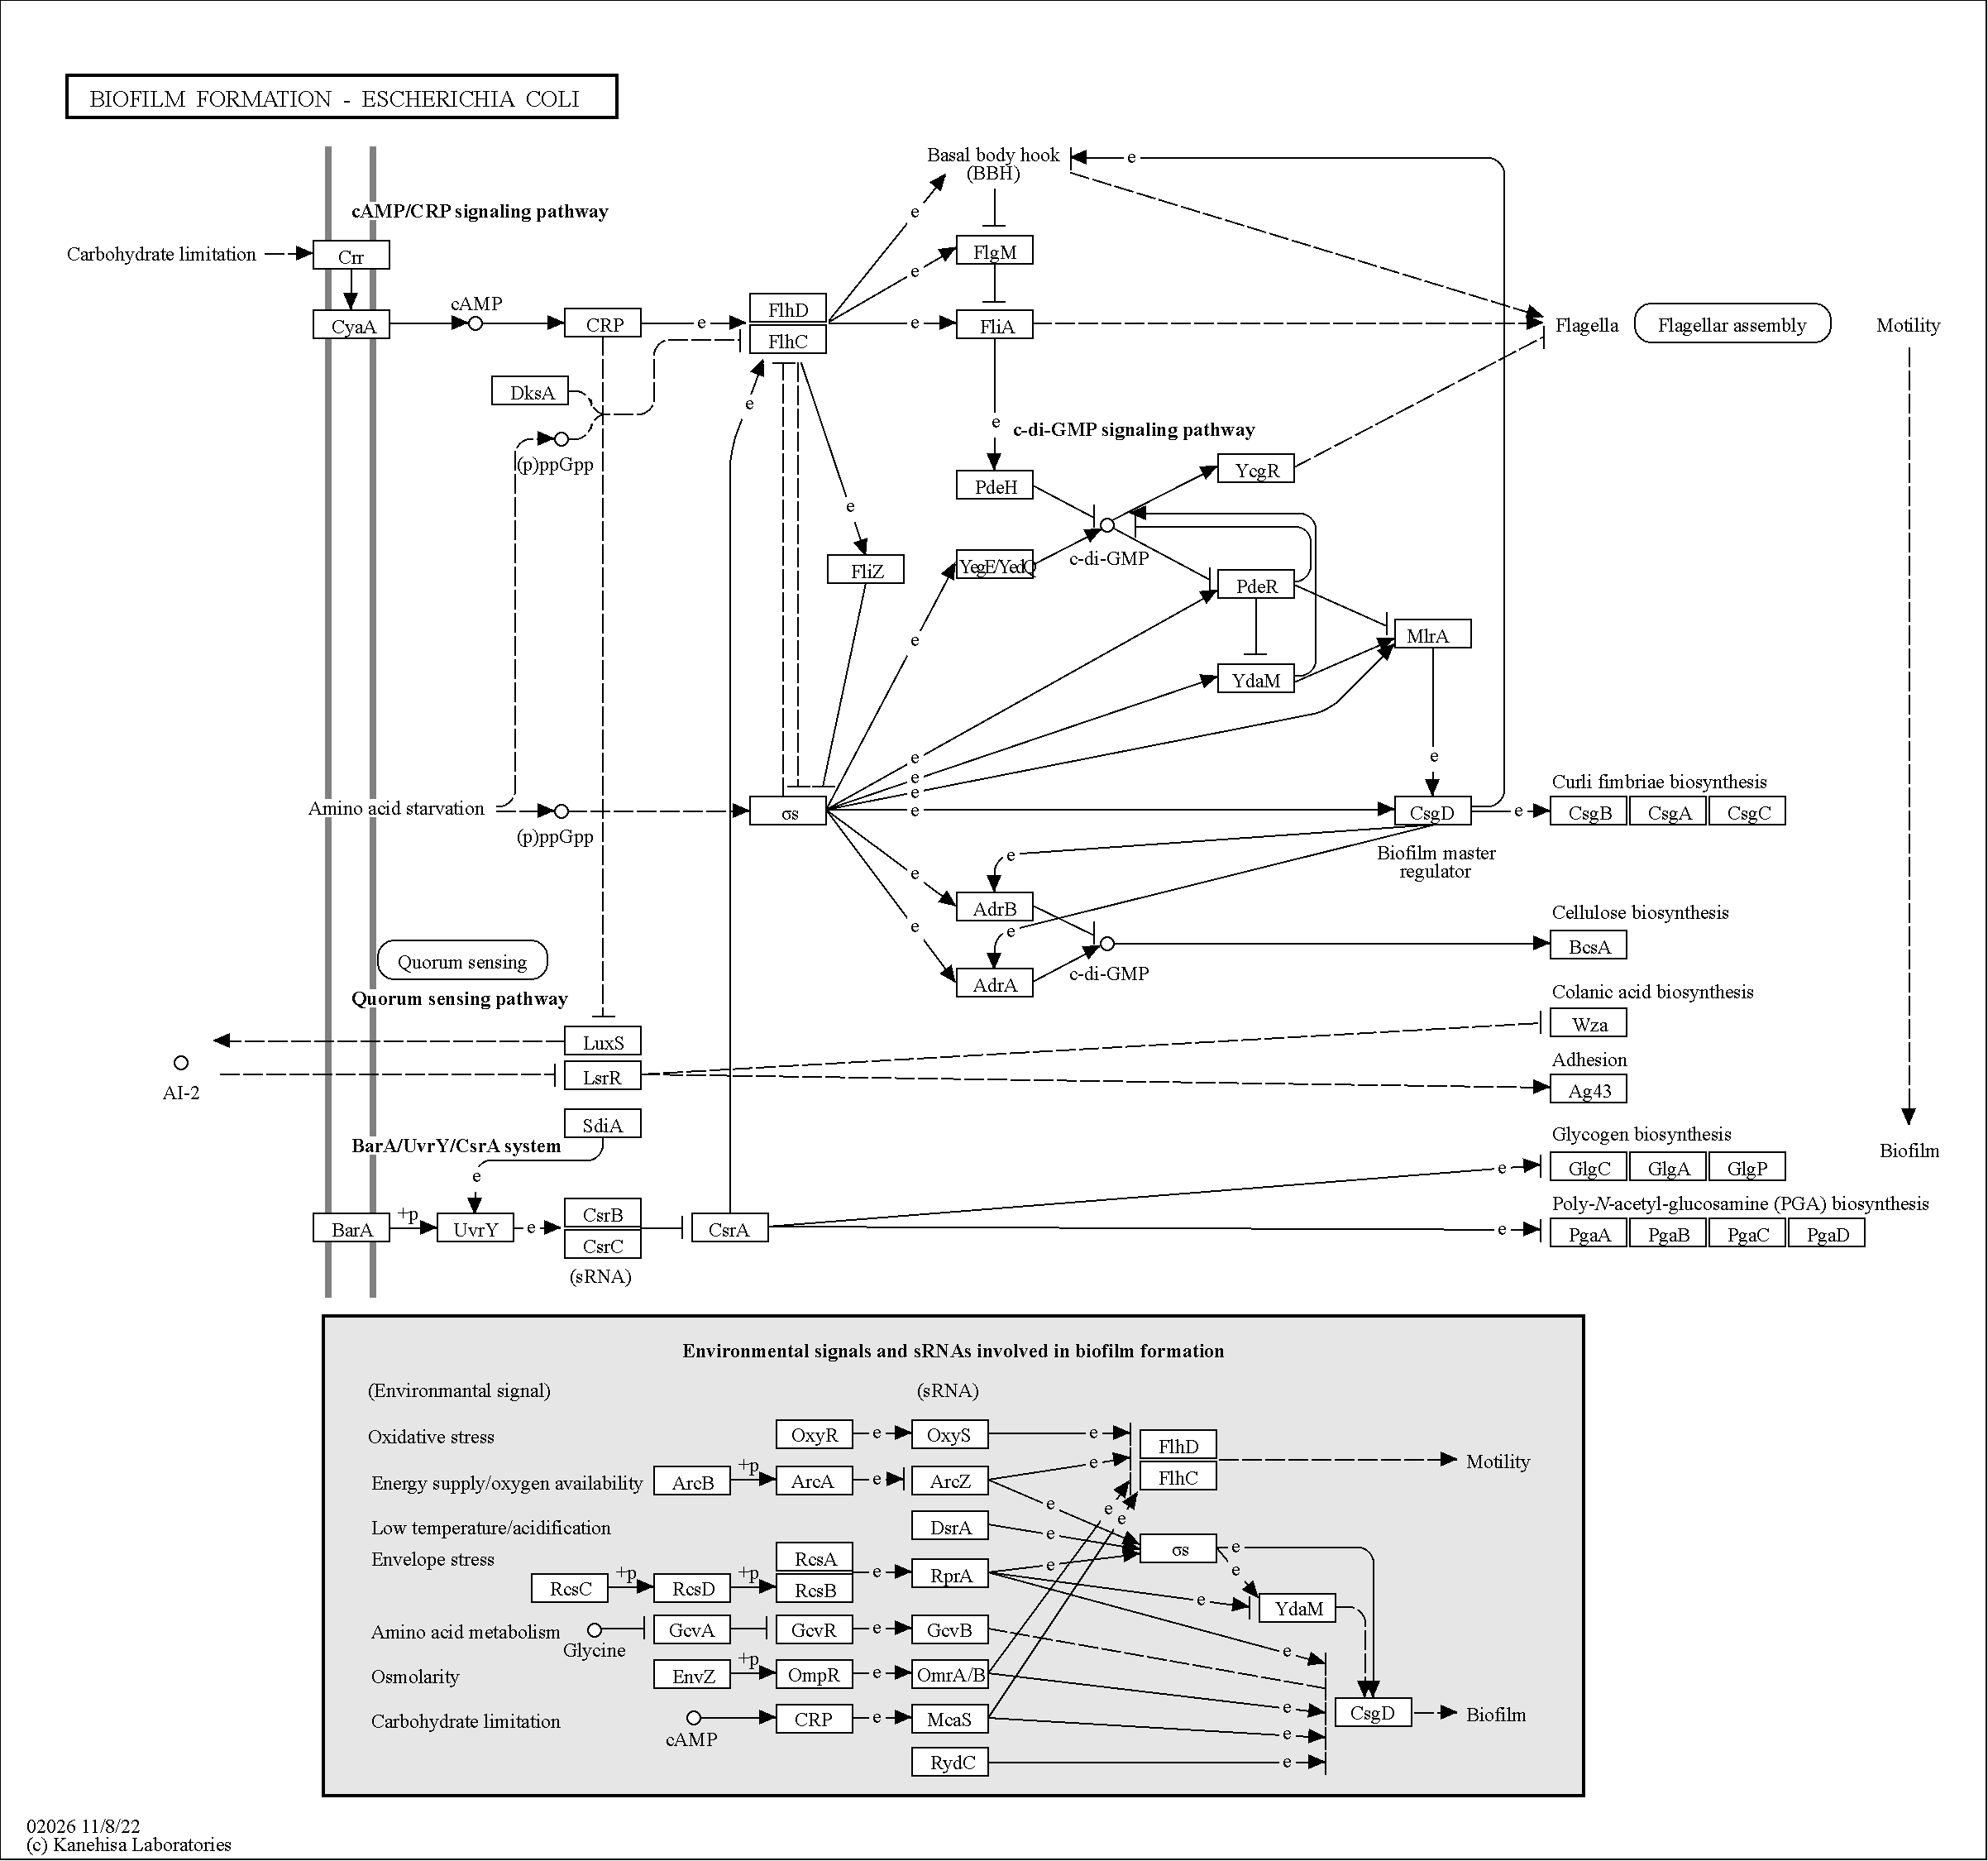 BIOFILM FORMATION - ESCHERICHIA COLI
Basal body hook
(BBH)
e
cAMP/CRP signaling pathway
e
Carbohydrate limitation
Crr
FlgM
e
cAMP
FlhD
CyaA
CRP
e
FlhC
e
FliA
Flagella
Flagellar assembly
Motility
DksA
e
e
c-di-GMP signaling pathway
(p)ppGpp
YcgR
PdeH
e
c-di-GMP
FliZ
YegE/YedQ
PdeR
e
MlrA
YdaM
e
e
e
e
e
Curli fimbriae biosynthesis
Amino acid starvation
(p)ppGpp
σs
CsgD
e
CsgB
CsgA
CsgC
Biofilm master
regulator
e
e
AdrB
e
e
AdrA
c-di-GMP
Cellulose biosynthesis
BcsA
Quorum sensing
Quorum sensing pathway
Colanic acid biosynthesis
Wza
LuxS
AI-2
LsrR
Adhesion
Ag43
SdiA
BarA/UvrY/CsrA system
e
Glycogen biosynthesis
e
GlgC
GlgA
GlgP
Biofilm
Poly-N-acetyl-glucosamine (PGA) biosynthesis
BarA
+p
UvrY
e
CsrB
CsrC
(sRNA)
CsrA
e
PgaA
PgaB
PgaC
PgaD
Environmental signals and sRNAs involved in biofilm formation
(Environmantal signal)
(sRNA)
Oxidative stress
OxyR
e
OxyS
e
FlhD
FlhC
Motility
Energy supply/oxygen availability
ArcB
+p
ArcA
e
ArcZ
e
e
e
e
Low temperature/acidification
DsrA
e
σs
e
e
Envelope stress
RcsC
+p
RcsD
+p
RcsA
RcsB
e
RprA
e
e
YdaM
Amino acid metabolism
Glycine
GcvA
GcvR
e
GcvB
e
Osmolarity
EnvZ
+p
OmpR
e
OmrA/B
e
CsgD
Biofilm
Carbohydrate limitation
cAMP
CRP
e
McaS
e
RydC
e
02026 11/8/22
(c) Kanehisa Laboratories